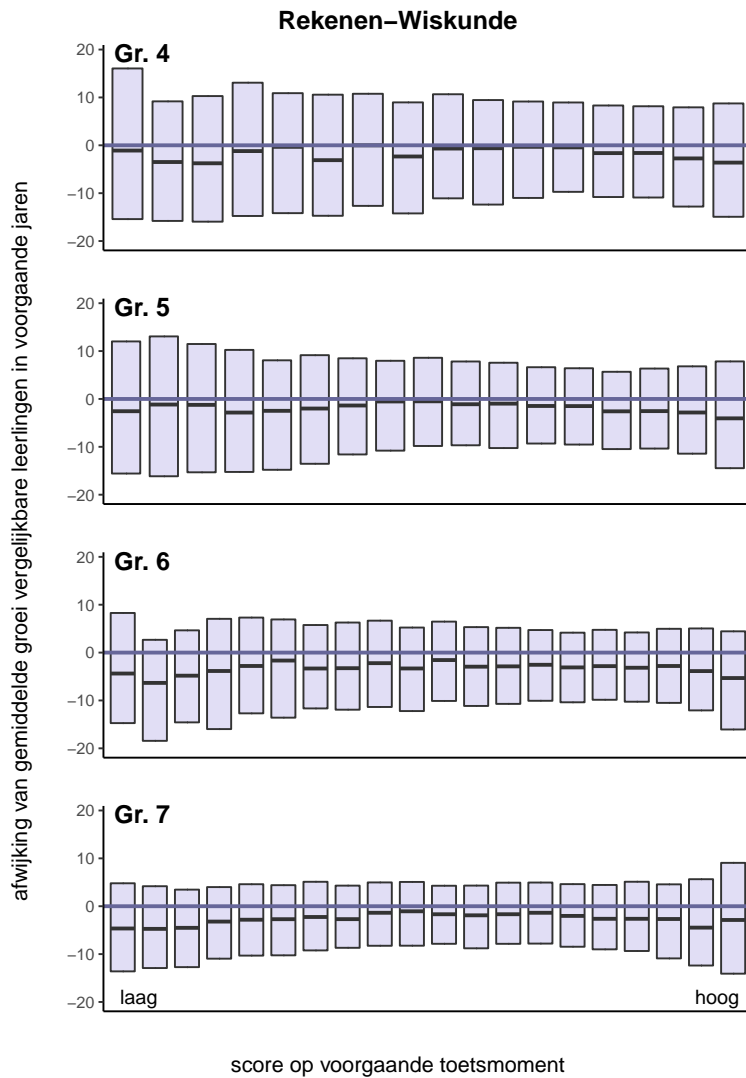 Rekenen−Wiskunde
afwijking van gemiddelde groei vergelijkbare leerlingen in voorgaande jaren
Gr. 4
20
10
0
−10
−20
Gr. 5
20
10
0
−10
−20
Gr. 6
20
10
0
−10
−20
Gr. 7
20
10
0
−10
−20
laag hoog
score op voorgaande toetsmoment